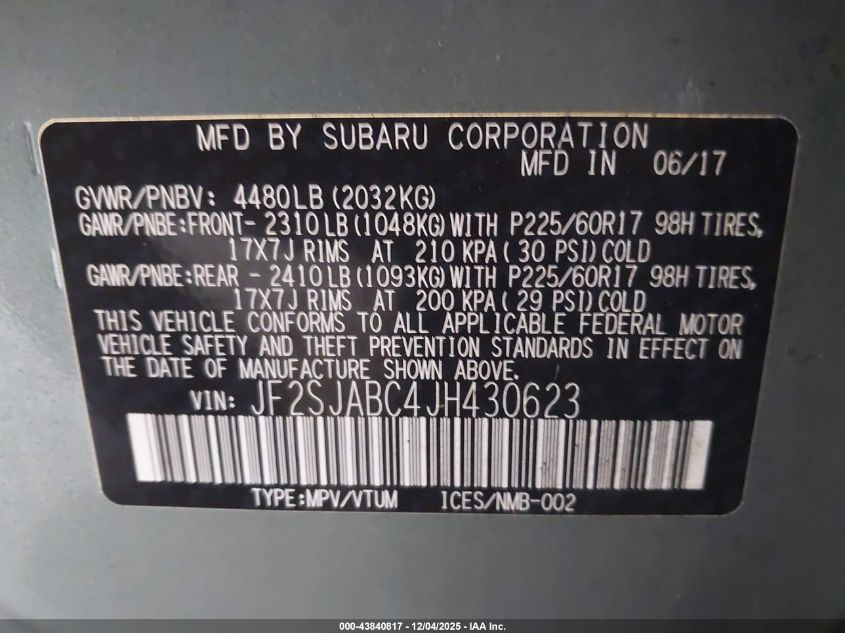 MFD BY SUBARU CORPORATION
MFD IN 06/17
GVWR/PNBV: 4480LB (2032KG)
GAWR/PNBE:FRONT- 2310LB (1048KG) WITH P225/60R17 98H TIRES,
17X7J RIMS AT 210 KPA ( 30 PSI) COLD
GAWR/PNBE:REAR - 2410LB (1093KG) WITH P225/60R17 98H TIRES,
17X7J RIMS AT 200 KPA ( 29 PSI) COLD
THIS VEHICLE CONFORMS TO ALL APPLICABLE FEDERAL MOTOR
VEHICLE SAFETY AND THEFT PREVENTION STANDARDS IN EFFECT ON
THE DATE OF MANUFACTURE SHOWN ABOVE.
VIN: JF2SJABC4JH430623
TYPE:MPV/VTUM ICES/NMB-002
000-43840817 - 12/04/2025 - IAA Inc.